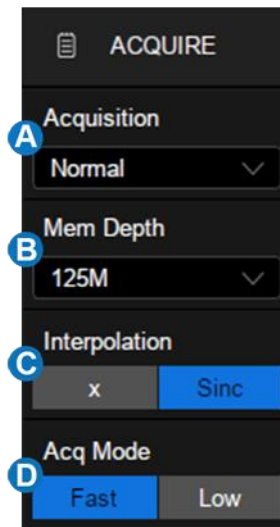 ACQUIRE
Acquisition
A
Normal
Mem Depth
B
125M
Interpolation
C
x Sinc
Acq Mode
D
Fast Low